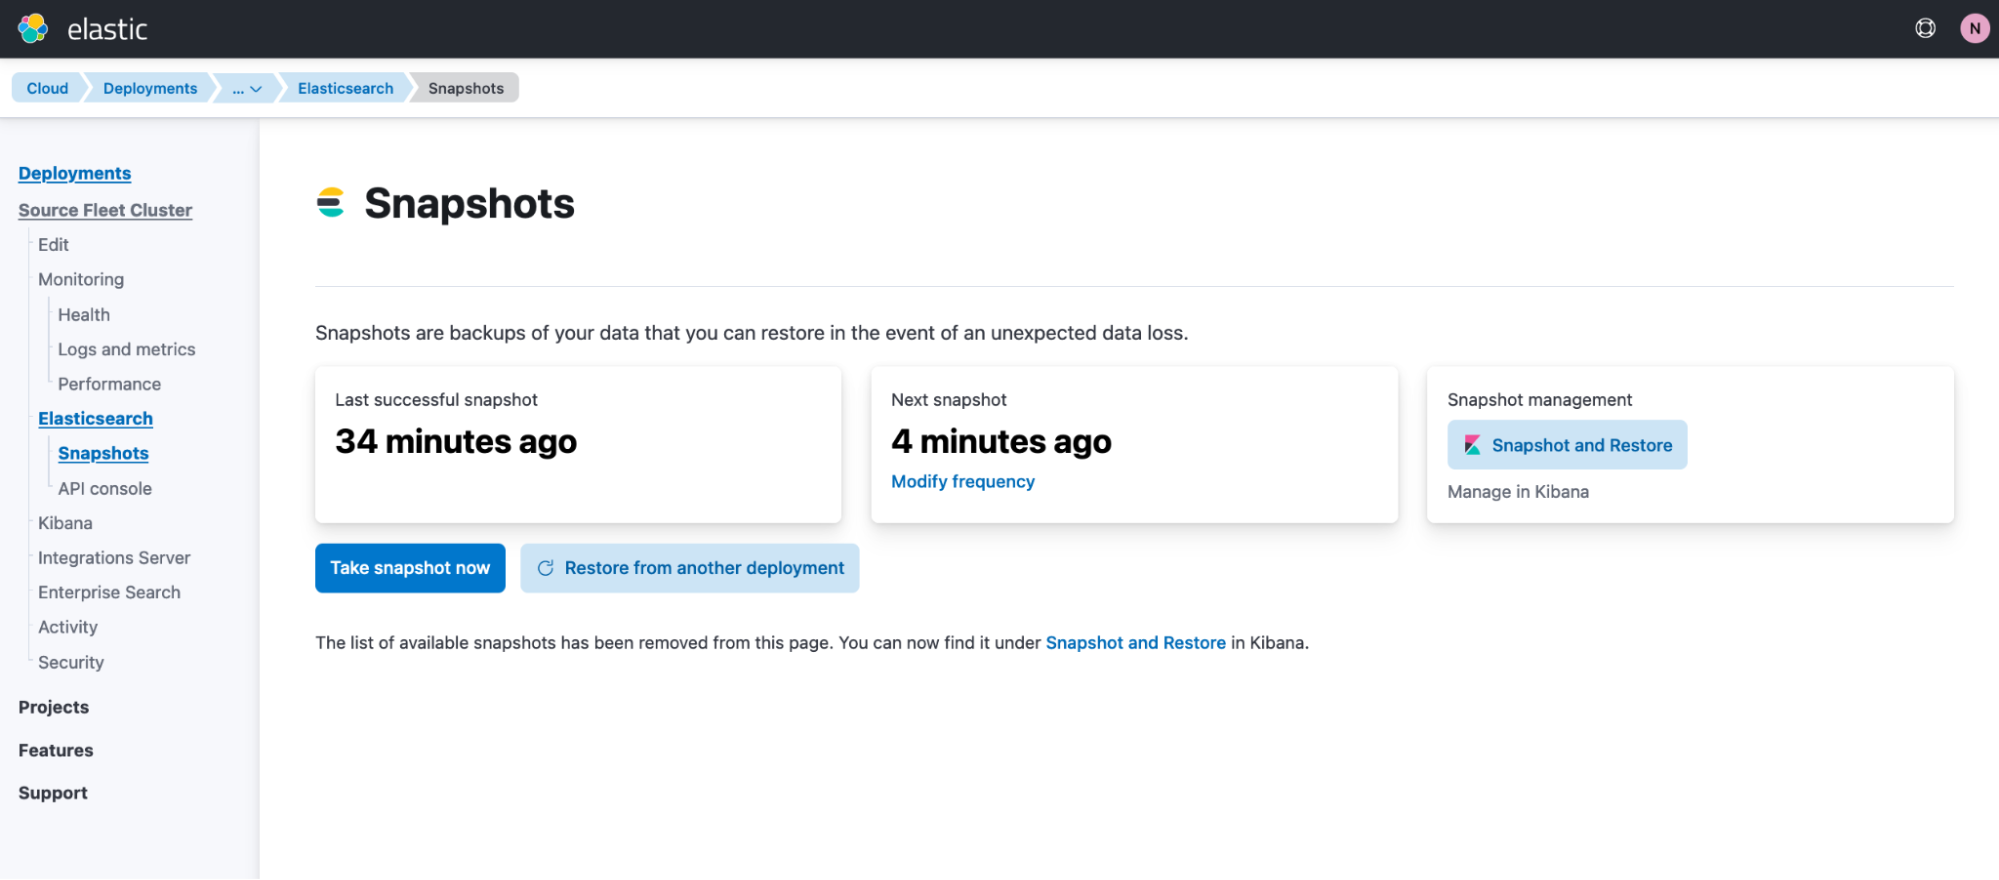 elastic
N
Cloud
Deployments
...
Elasticsearch
Snapshots
Deployments
Source Fleet Cluster
Edit
Monitoring
Health
Logs and metrics
Performance
Elasticsearch
Snapshots
API console
Kibana
Integrations Server
Enterprise Search
Activity
Security
Projects
Features
Support
Snapshots
Snapshots are backups of your data that you can restore in the event of an unexpected data loss.
Last successful snapshot
34 minutes ago
Next snapshot
4 minutes ago
Modify frequency
Snapshot management
Snapshot and Restore
Manage in Kibana
Take snapshot now
Restore from another deployment
The list of available snapshots has been removed from this page. You can now find it under Snapshot and Restore in Kibana.